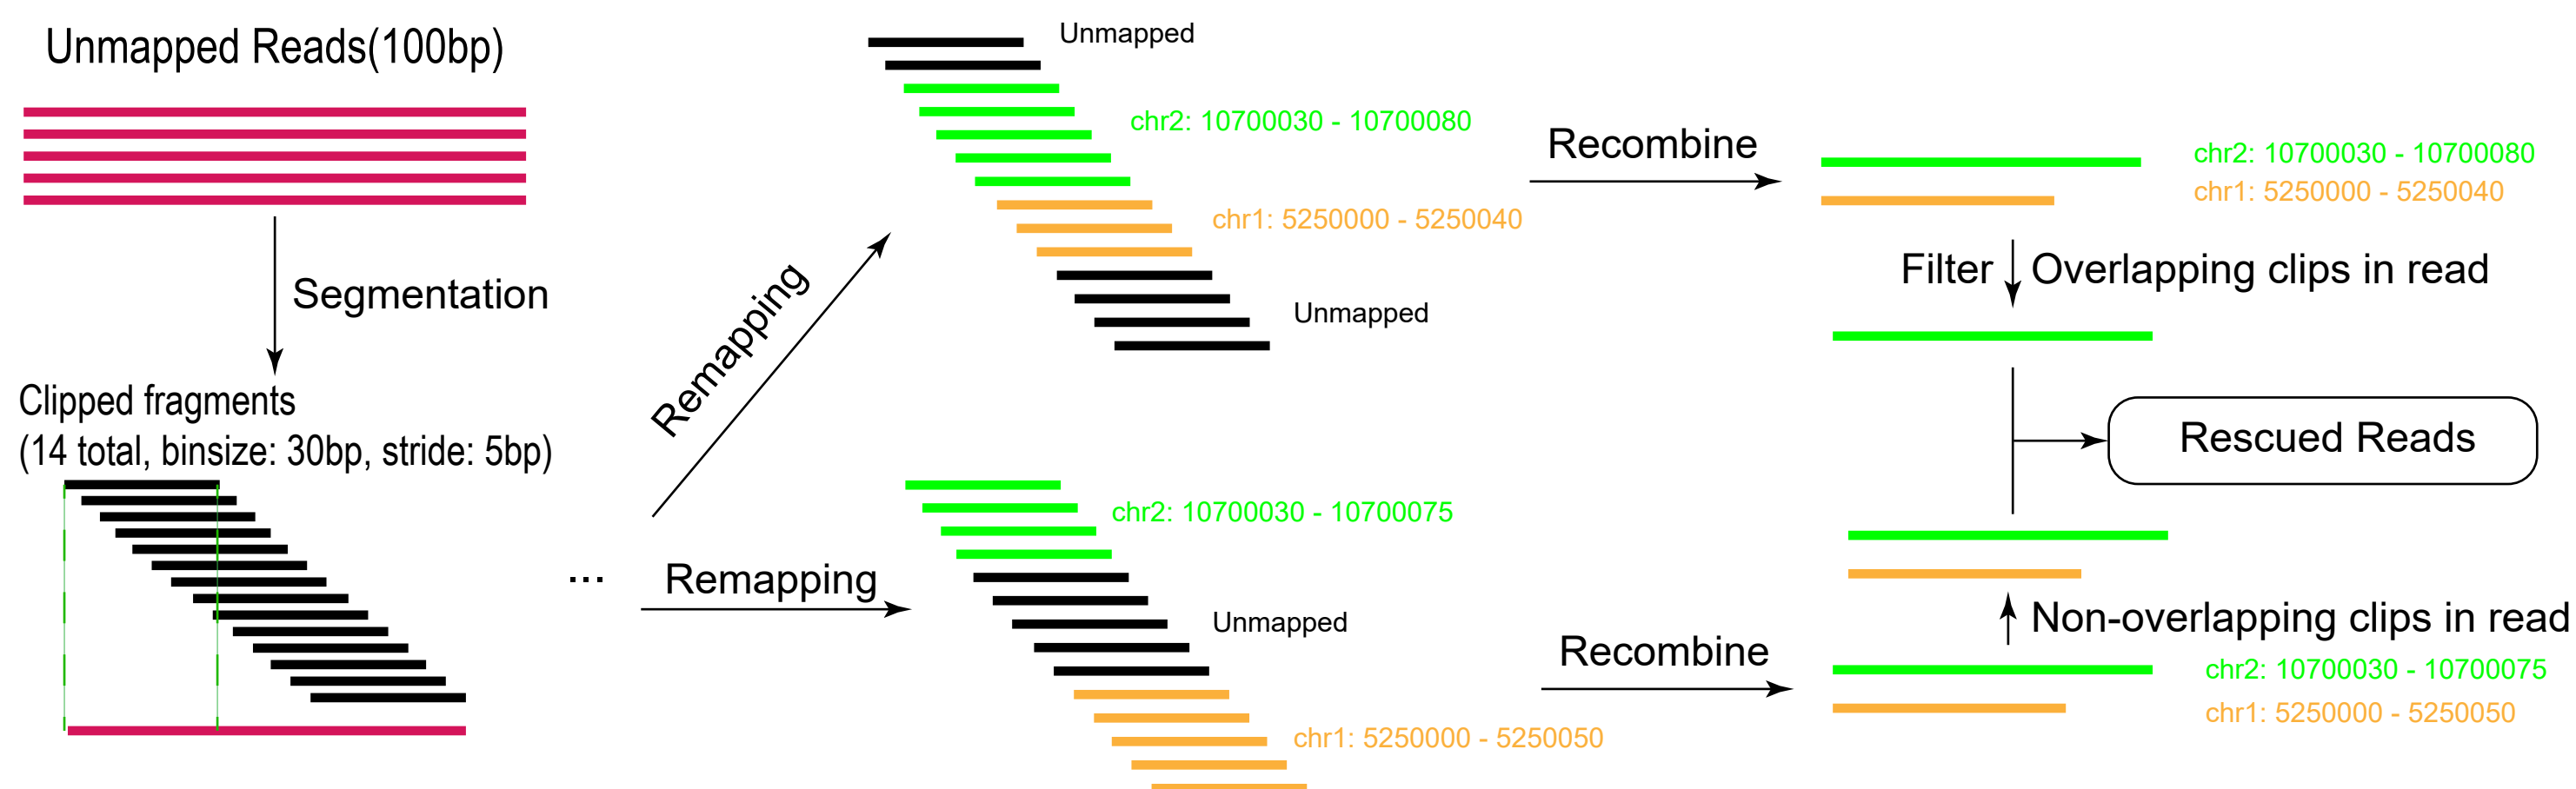 Unmapped Reads(100bp)
Segmentation
Clipped fragments
(14 total, binsize: 30bp, stride: 5bp)
...
Remapping
Remapping
Unmapped
chr2: 10700030 - 10700080
chr1: 5250000 - 5250040
Unmapped
chr2: 10700030 - 10700075
Unmapped
chr1: 5250000 - 5250050
Recombine
Recombine
chr2: 10700030 - 10700080
chr1: 5250000 - 5250040
Filter Overlapping clips in read
Rescued Reads
Non-overlapping clips in read
chr2: 10700030 - 10700075
chr1: 5250000 - 5250050